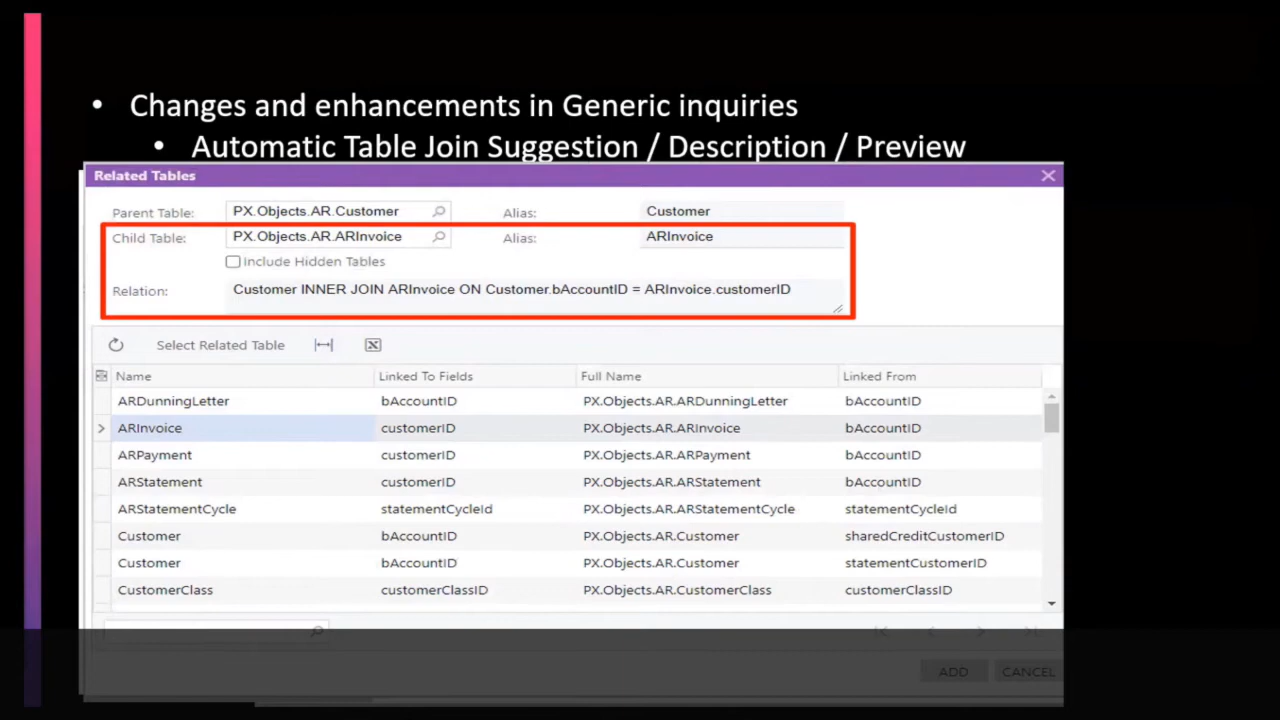 • Changes and enhancements in Generic inquiries
• Automatic Table Join Suggestion / Description / Preview
Related Tables
Parent Table: PX.Objects.AR.Customer Alias: Customer
Child Table: PX.Objects.AR.ARInvoice Alias: ARInvoice
Include Hidden Tables
Relation: Customer INNER JOIN ARInvoice ON Customer.bAccountID = ARInvoice.customerID
Select Related Table
Name Linked To Fields Full Name Linked From
ARDunningLetter bAccountID PX.Objects.AR.ARDunningLetter bAccountID
ARInvoice customerID PX.Objects.AR.ARInvoice bAccountID
ARPayment customerID PX.Objects.AR.ARPayment bAccountID
ARStatement customerID PX.Objects.AR.ARStatement bAccountID
ARStatementCycle statementCycleId PX.Objects.AR.ARStatementCycle statementCycleId
Customer bAccountID PX.Objects.AR.Customer sharedCreditCustomerID
Customer bAccountID PX.Objects.AR.Customer statementCustomerID
CustomerClass customerClassID PX.Objects.AR.CustomerClass customerClassID
ADD CANCEL